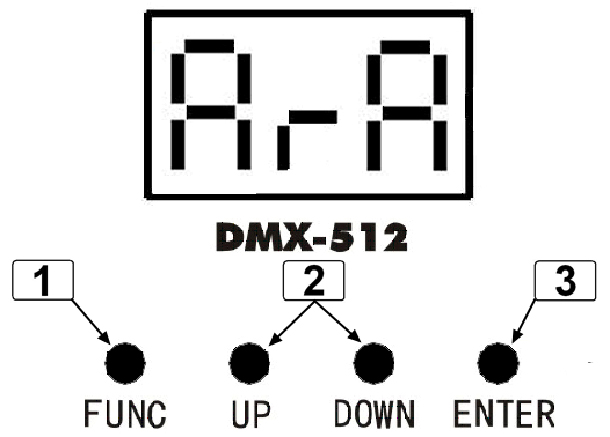 ArA
DMX-512
1 2 3
FUNC UP DOWN ENTER